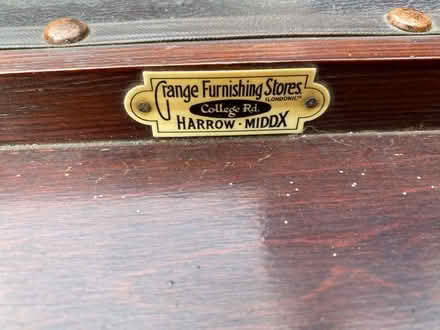 Grange Furnishing Stores
(LONDON) LTD
College Rd.
HARROW · MIDDX